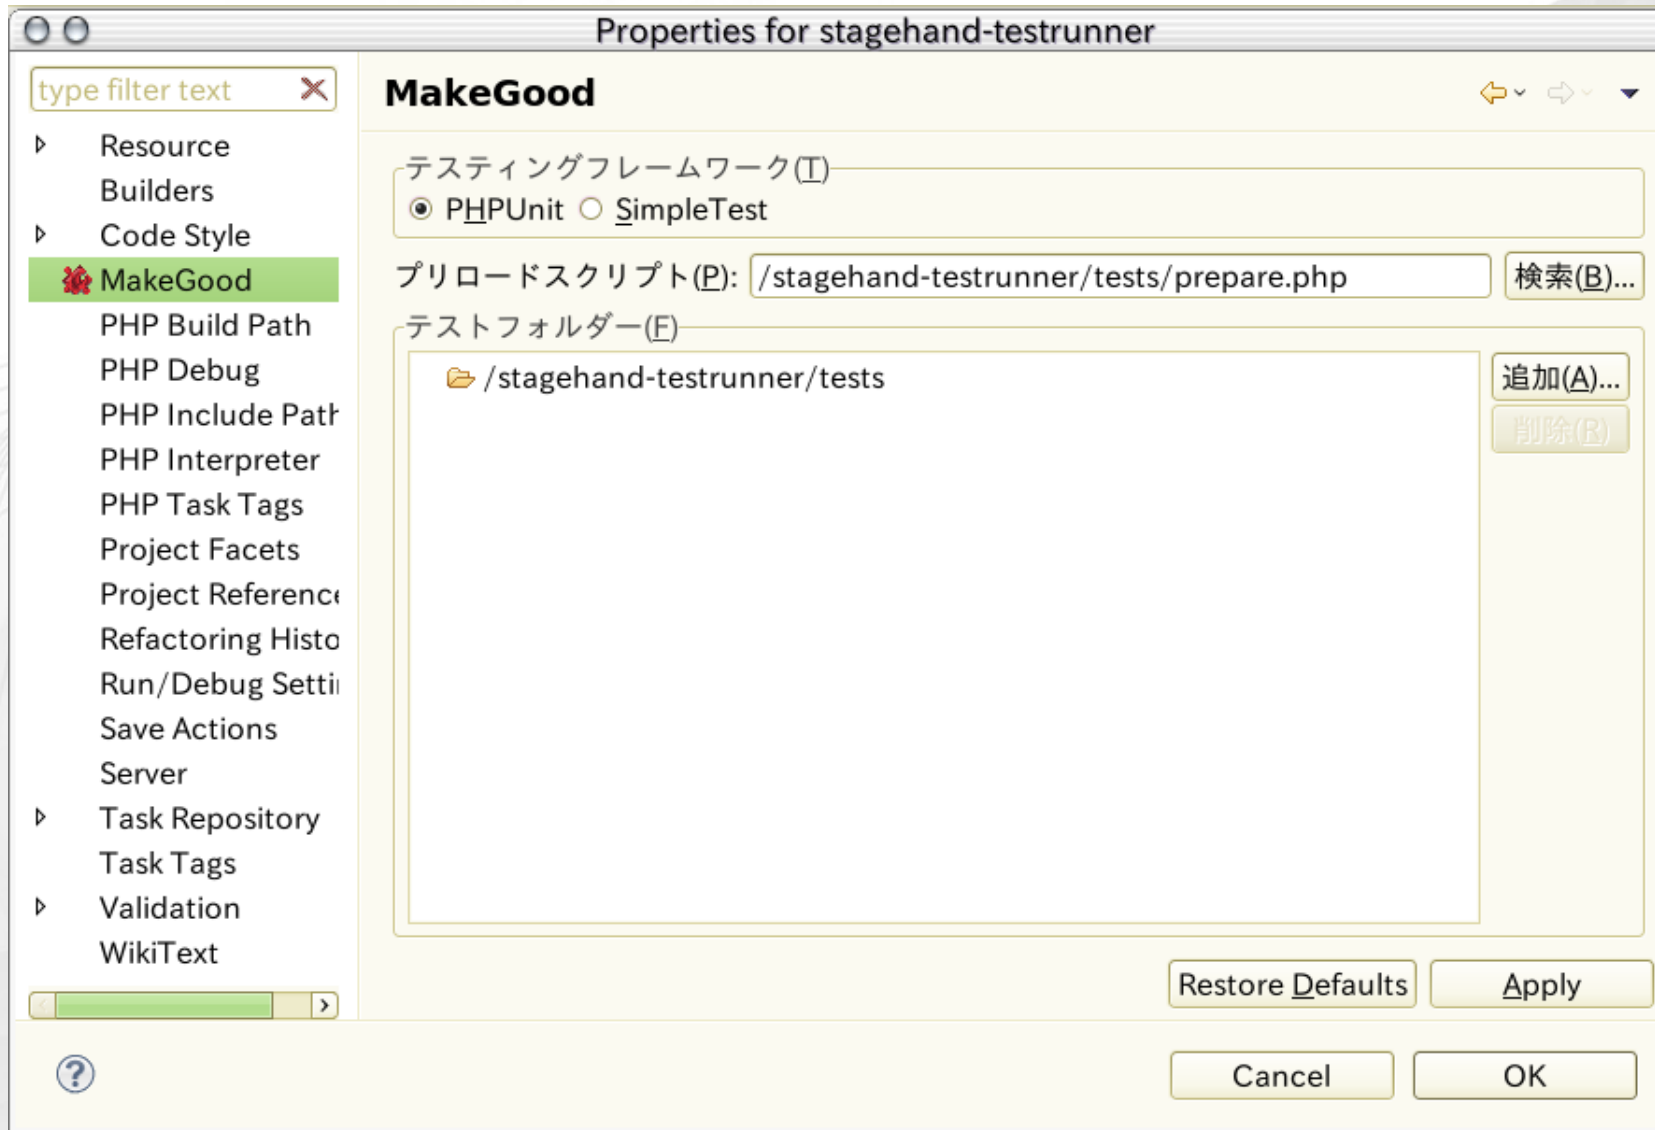 Properties for stagehand-testrunner
type filter text
Resource
Builders
Code Style
MakeGood
PHP Build Path
PHP Debug
PHP Include Path
PHP Interpreter
PHP Task Tags
Project Facets
Project Reference
Refactoring Histo
Run/Debug Setti
Save Actions
Server
Task Repository
Task Tags
Validation
WikiText
MakeGood
テスティングフレームワーク(T)
PHPUnit SimpleTest
プリロードスクリプト(P): /stagehand-testrunner/tests/prepare.php 検索(B)...
テストフォルダー(F)
/stagehand-testrunner/tests
追加(A)...
削除(R)
Restore Defaults Apply
Cancel OK